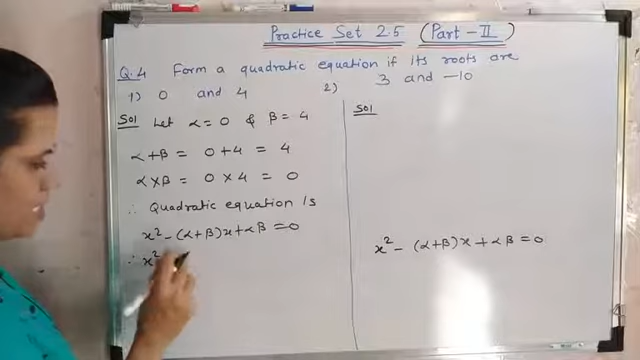 Practice Set 2.5 (Part-II)
Q.4 Form a quadratic equation if its roots are
1) 0 and 4
2) 3 and -10
Sol Let α = 0 & β = 4
α+β = 0+4 = 4
α×β = 0×4 = 0
∴ Quadratic equation is
x² - (α+β)x + αβ = 0
∴ x²
Sol
x² - (α+β)x + αβ = 0